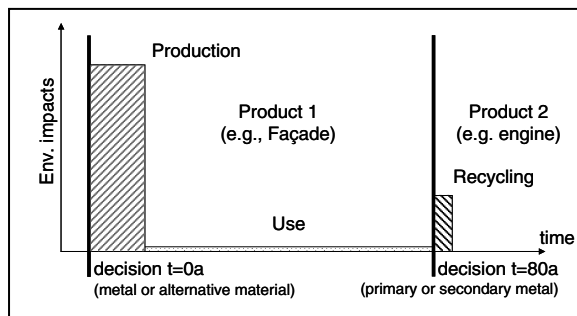 Env. impacts
Production
Product 1
(e.g., Façade)
Product 2
(e.g. engine)
Recycling
Use
time
decision t=0a
(metal or alternative material)
decision t=80a
(primary or secondary metal)